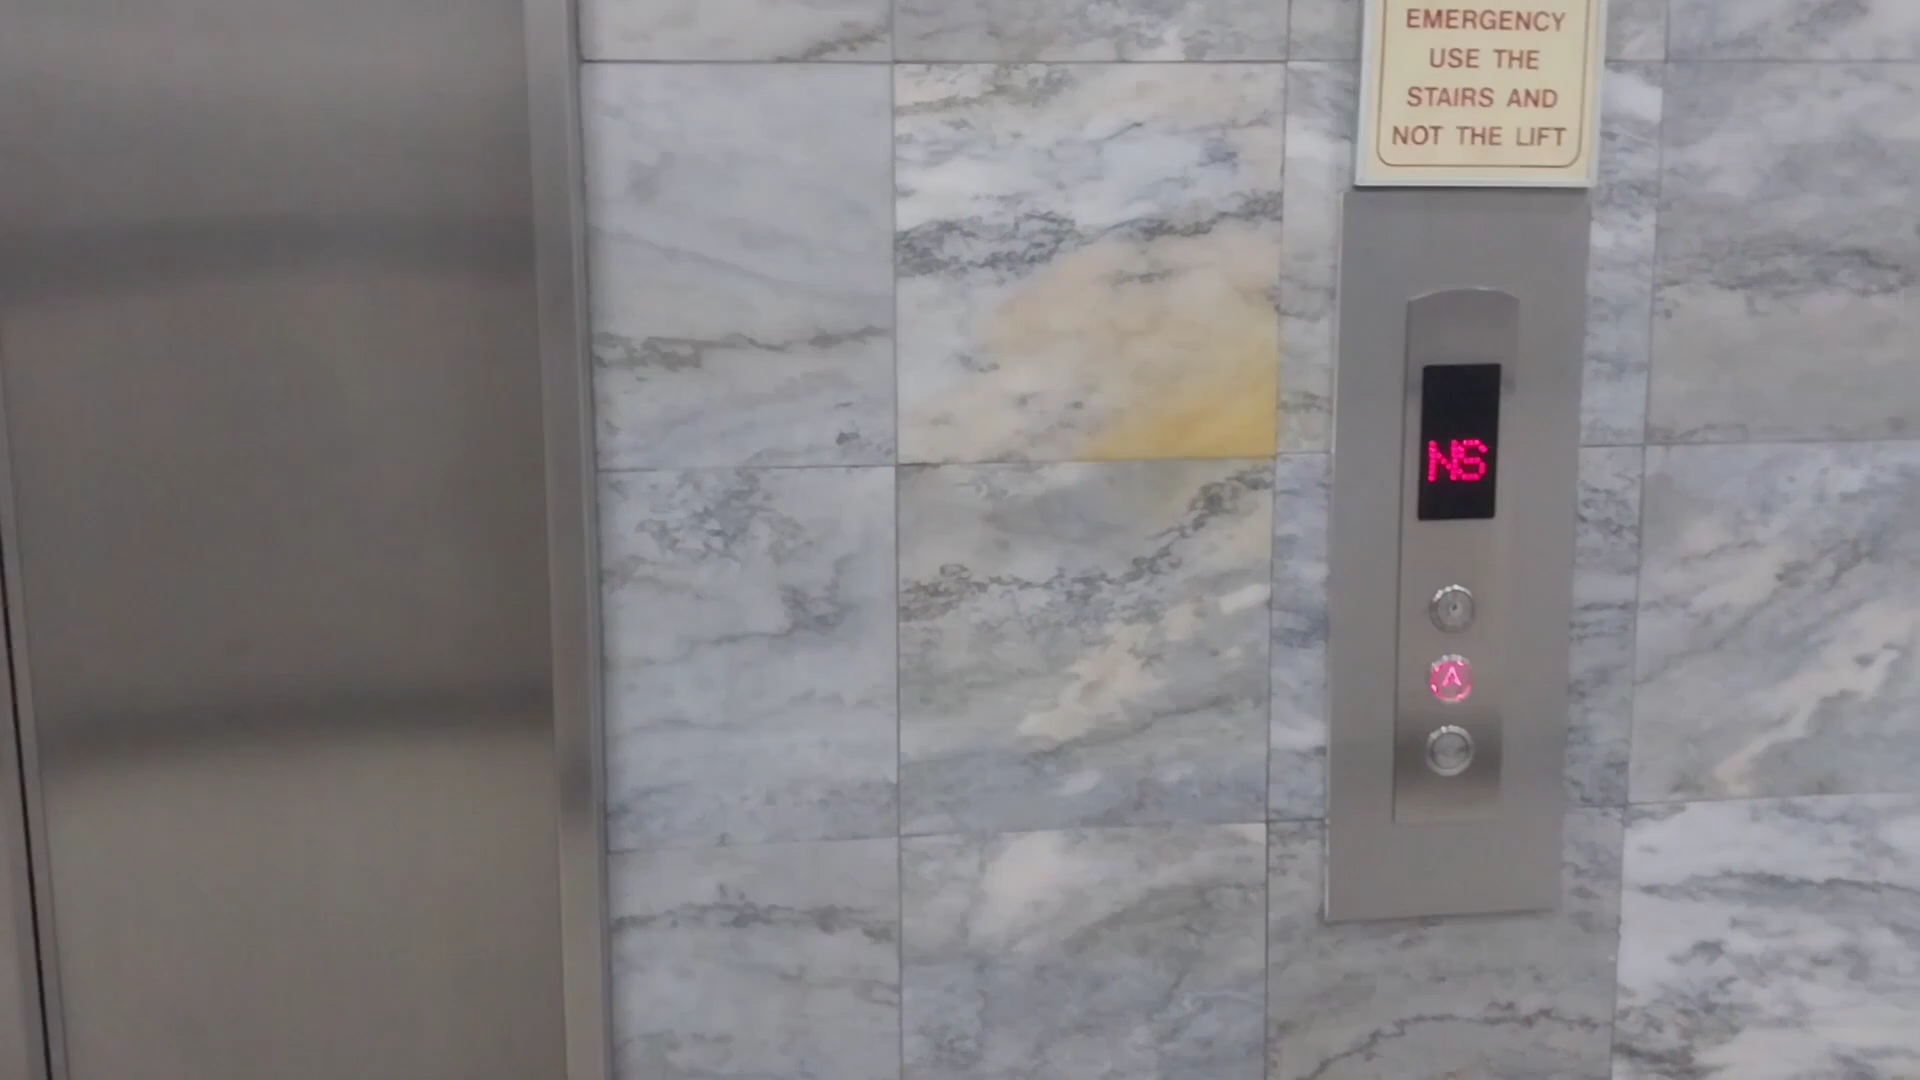 EMERGENCY
USE THE
STAIRS AND
NOT THE LIFT
NS
A